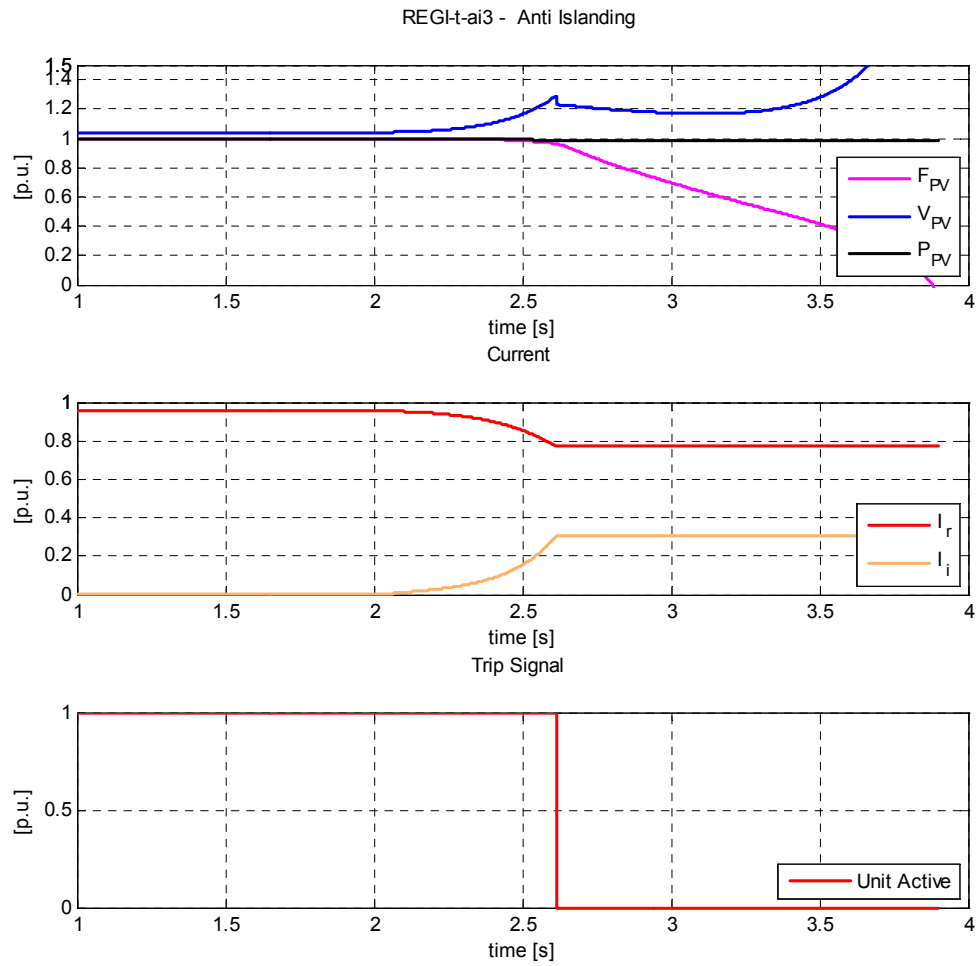 REGI-t-ai3 - Anti Islanding
1.5
1.4
1.2
1
0.8
0.6
0.4
0.2
0
[p.u.]
F_PV
V_PV
P_PV
1 1.5 2 2.5 3 3.5 4
time [s]
Current
1
0.8
0.6
0.4
0.2
0
[p.u.]
I_r
I_i
1 1.5 2 2.5 3 3.5 4
time [s]
Trip Signal
1
0.5
0
[p.u.]
Unit Active
1 1.5 2 2.5 3 3.5 4
time [s]